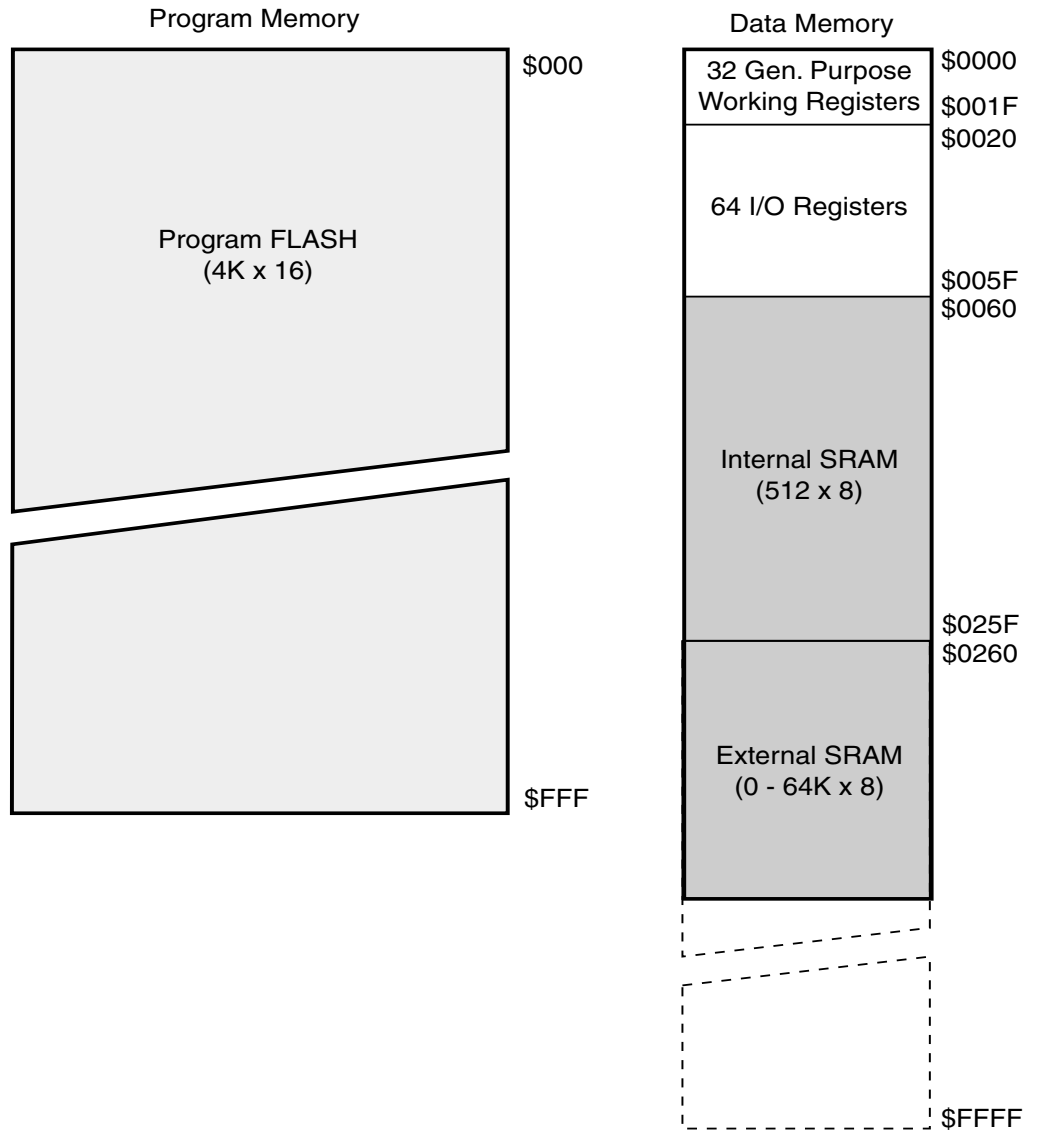 Program Memory
$000
Program FLASH
(4K x 16)
$FFF
Data Memory
32 Gen. Purpose
Working Registers
$0000
$001F
$0020
64 I/O Registers
$005F
$0060
Internal SRAM
(512 x 8)
$025F
$0260
External SRAM
(0 - 64K x 8)
$FFFF